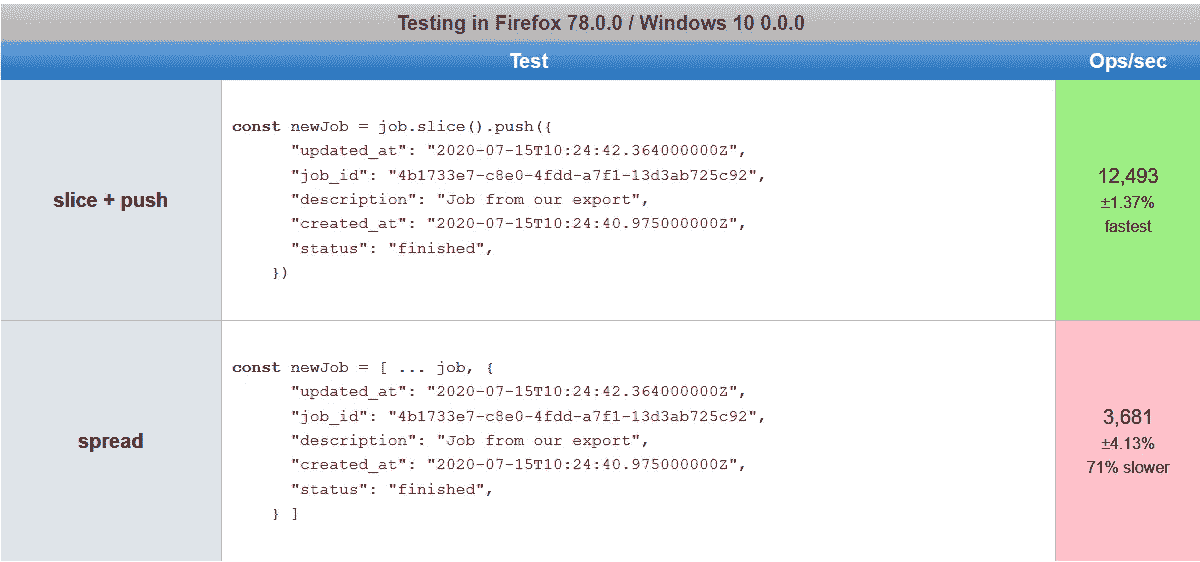 Testing in Firefox 78.0.0 / Windows 10 0.0.0
Test Ops/sec
slice + push
const newJob = job.slice().push({
"updated_at": "2020-07-15T10:24:42.364000000Z",
"job_id": "4b1733e7-c8e0-4fdd-a7f1-13d3ab725c92",
"description": "Job from our export",
"created_at": "2020-07-15T10:24:40.975000000Z",
"status": "finished",
})
12,493
±1.37%
fastest
spread
const newJob = [ ... job, {
"updated_at": "2020-07-15T10:24:42.364000000Z",
"job_id": "4b1733e7-c8e0-4fdd-a7f1-13d3ab725c92",
"description": "Job from our export",
"created_at": "2020-07-15T10:24:40.975000000Z",
"status": "finished",
} ]
3,681
±4.13%
71% slower